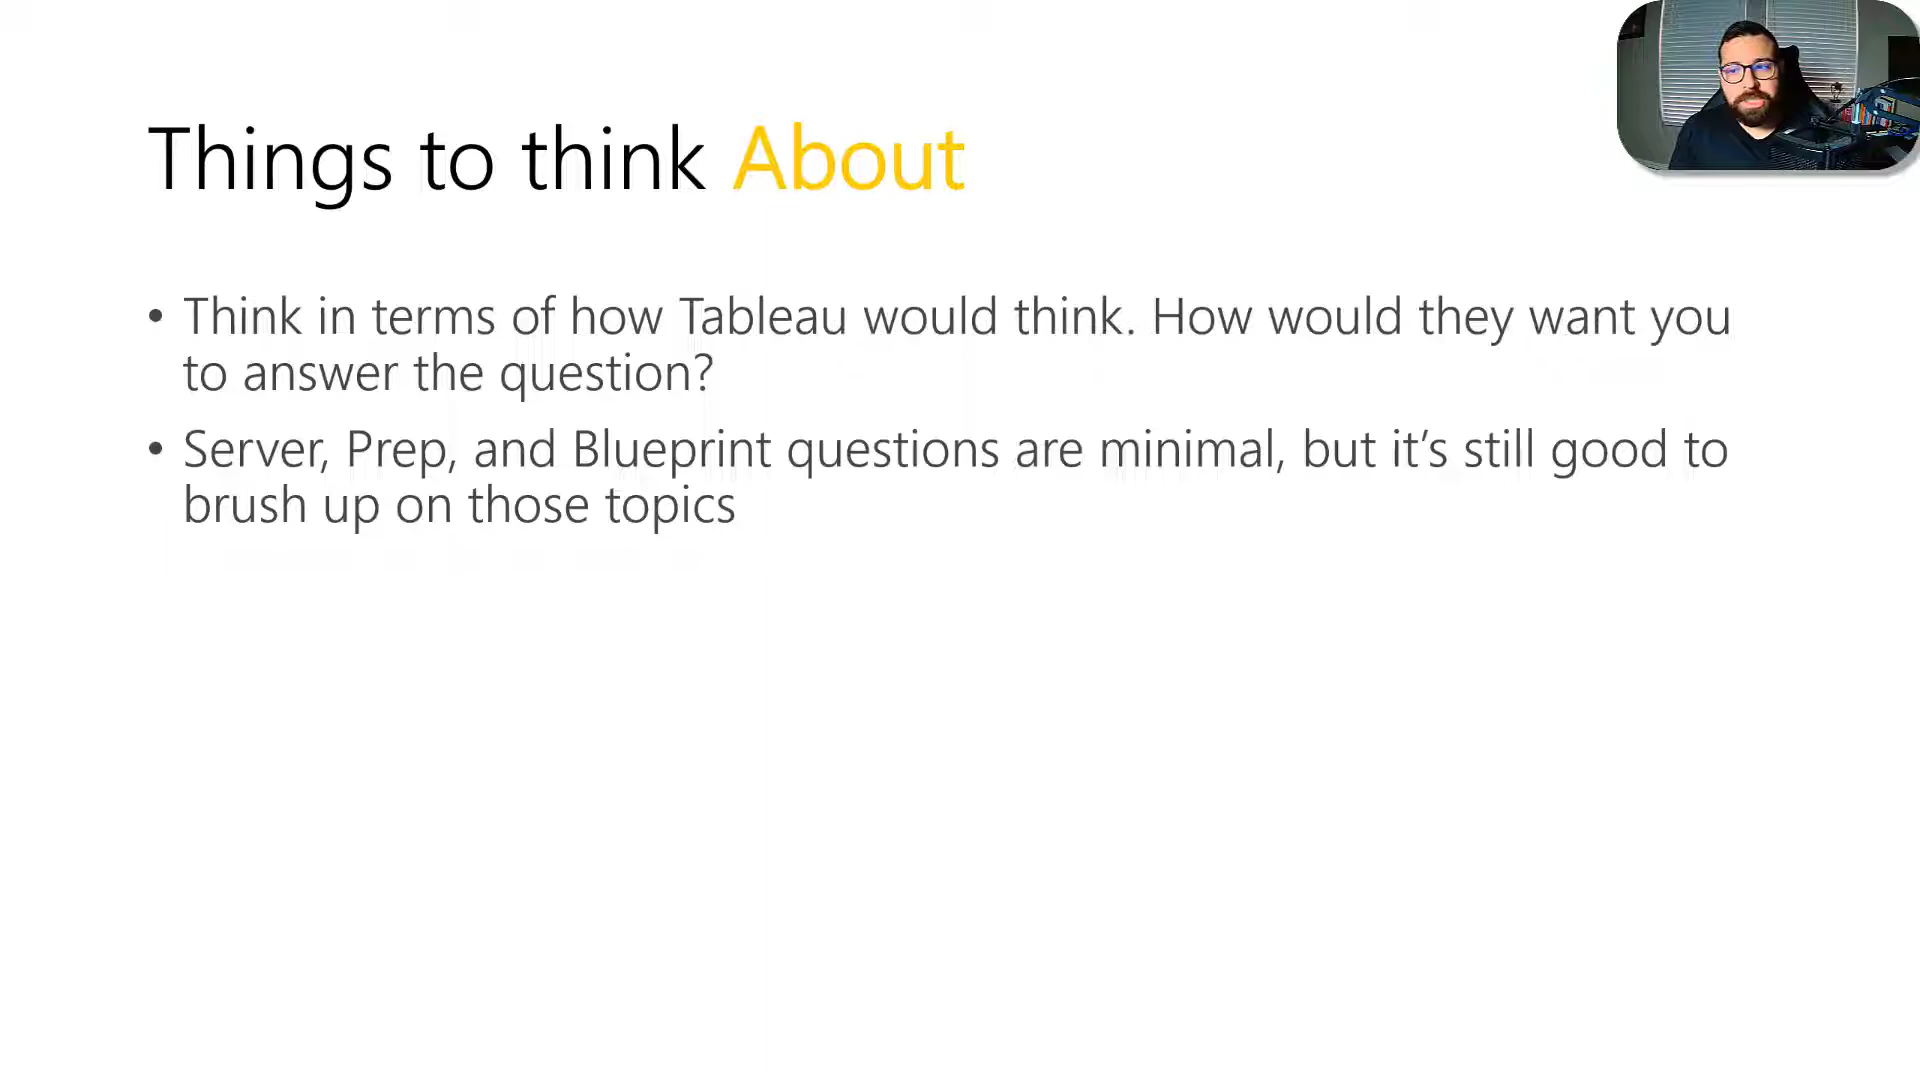 Things to think About
• Think in terms of how Tableau would think. How would they want you
to answer the question?
• Server, Prep, and Blueprint questions are minimal, but it’s still good to
brush up on those topics